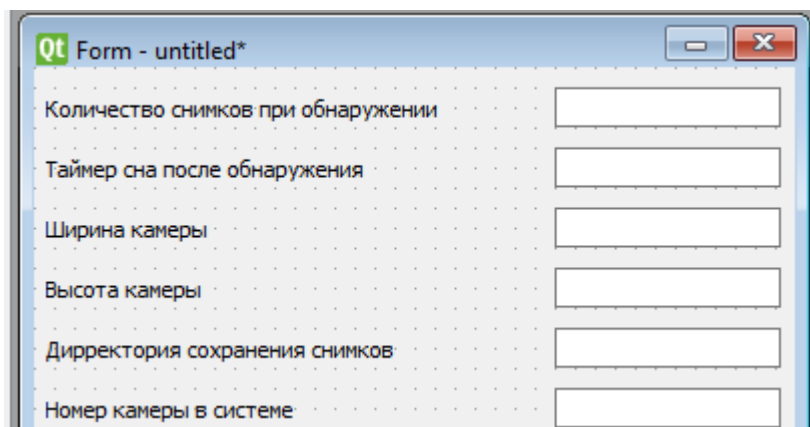 Qt Form - untitled*
Количество снимков при обнаружении
Таймер сна после обнаружения
Ширина камеры
Высота камеры
Дирректория сохранения снимков
Номер камеры в системе